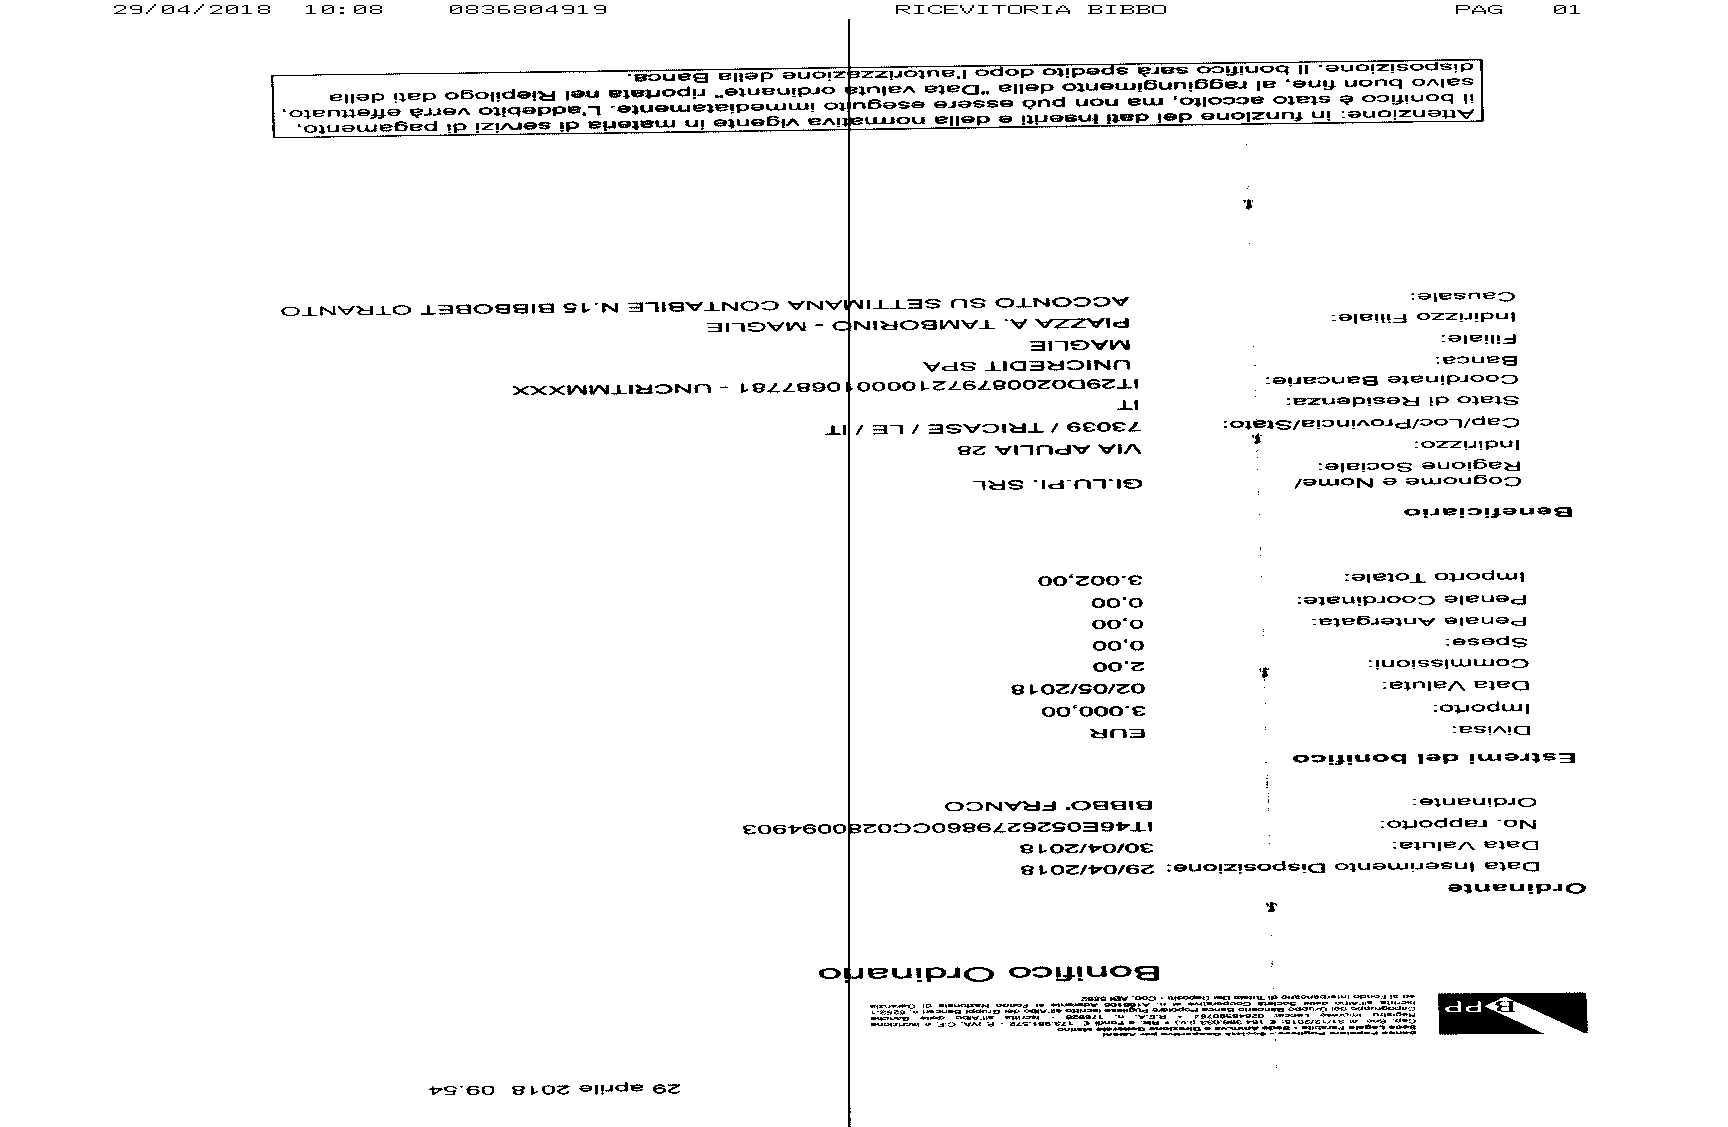 29/04/2018 10:08 0836804919 RICEVITORIA BIBBO PAG 01
29 aprile 2018 09.54
BPP
Bonifico Ordinario
Ordinante
Data Inserimento Disposizione: 29/04/2018
Data Valuta: 30/04/2018
No. rapporto: IT46E0526279860CC0280094903
Ordinante: BIBBO' FRANCO
Estremi del bonifico
Divisa: EUR
Importo: 3.000,00
Data Valuta: 02/05/2018
Commissioni: 2,00
Spese: 0,00
Penale Antergata: 0,00
Penale Coordinate: 0,00
Importo Totale: 3.002,00
Beneficiario
Cognome e Nome/ GI.LU.PI. SRL
Ragione Sociale:
Indirizzo: VIA APULIA 28
Cap/Loc/Provincia/Stato: 73039 / TRICASE / LE / IT
Stato di Residenza: IT
Coordinate Bancarie: IT29D0200879721000010687781 - UNCRITMMXXX
Banca: UNICREDIT SPA
Filiale: MAGLIE
Indirizzo Filiale: PIAZZA A. TAMBORINO - MAGLIE
Causale: ACCONTO SU SETTIMANA CONTABILE N.15 BIBBOBET OTRANTO
Attenzione: in funzione dei dati inseriti e della normativa vigente in materia di servizi di pagamento,
il bonifico è stato accolto, ma non può essere eseguito immediatamente. L'addebito verrà effettuato,
salvo buon fine, al raggiungimento della "Data valuta ordinante" riportata nel Riepilogo dati della
disposizione. Il bonifico sarà spedito dopo l'autorizzazione della Banca.